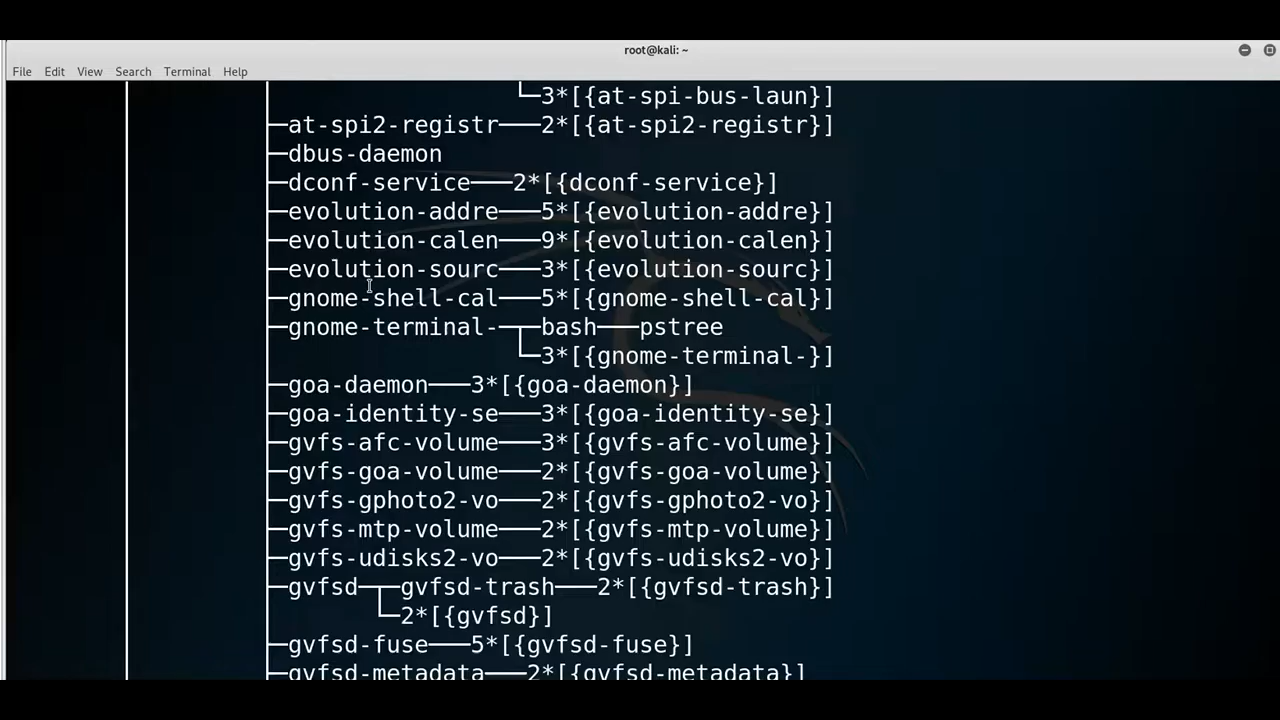 root@kali: ~
File Edit View Search Terminal Help
└─3*[{at-spi-bus-laun}]
├─at-spi2-registr───2*[{at-spi2-registr}]
├─dbus-daemon
├─dconf-service───2*[{dconf-service}]
├─evolution-addre───5*[{evolution-addre}]
├─evolution-calen───9*[{evolution-calen}]
├─evolution-sourc───3*[{evolution-sourc}]
├─gnome-shell-cal───5*[{gnome-shell-cal}]
├─gnome-terminal-─┬─bash───pstree
└─3*[{gnome-terminal-}]
├─goa-daemon───3*[{goa-daemon}]
├─goa-identity-se───3*[{goa-identity-se}]
├─gvfs-afc-volume───3*[{gvfs-afc-volume}]
├─gvfs-goa-volume───2*[{gvfs-goa-volume}]
├─gvfs-gphoto2-vo───2*[{gvfs-gphoto2-vo}]
├─gvfs-mtp-volume───2*[{gvfs-mtp-volume}]
├─gvfs-udisks2-vo───2*[{gvfs-udisks2-vo}]
├─gvfsd─┬─gvfsd-trash───2*[{gvfsd-trash}]
└─2*[{gvfsd}]
├─gvfsd-fuse───5*[{gvfsd-fuse}]
├─gvfsd-metadata───2*[{gvfsd-metadata}]